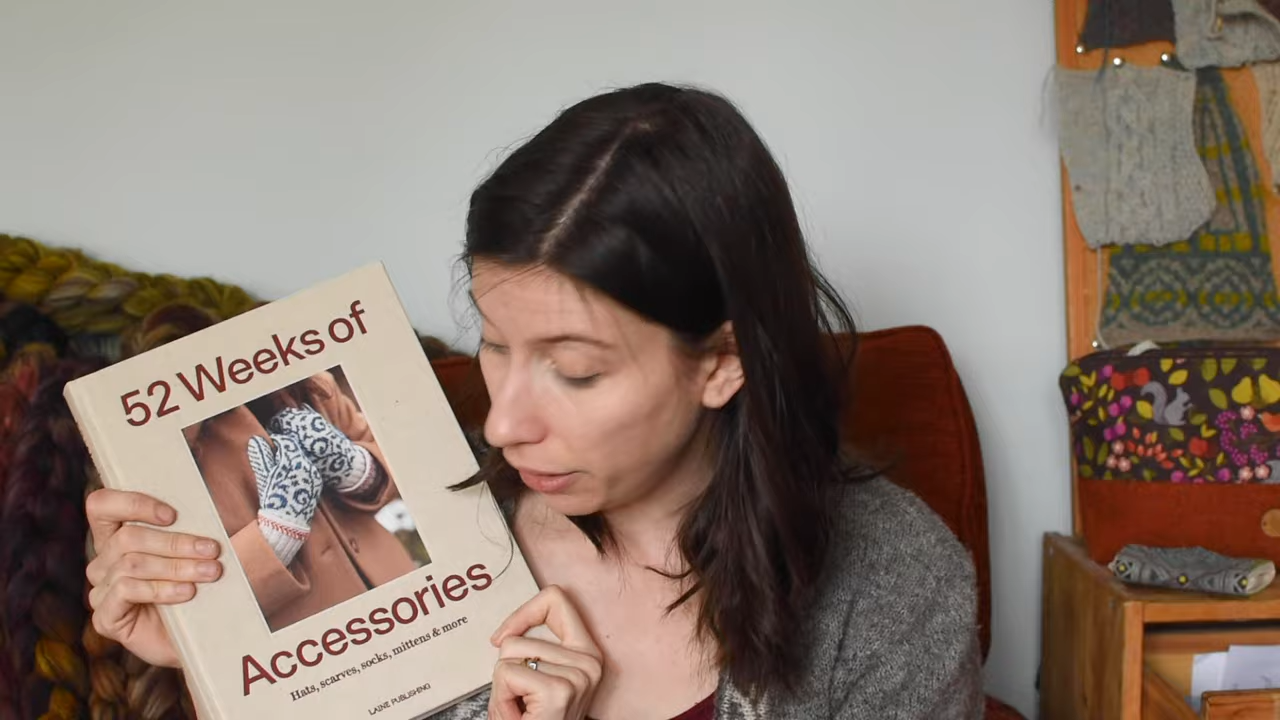 52 Weeks of
Accessories
Hats, scarves, socks, mittens & more
LAINE PUBLISHING